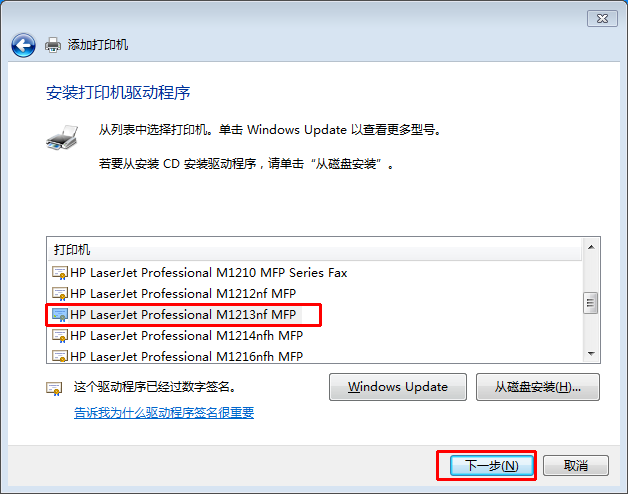 添加打印机
安装打印机驱动程序
从列表中选择打印机。单击 Windows Update 以查看更多型号。
若要从安装 CD 安装驱动程序，请单击“从磁盘安装”。
打印机
HP LaserJet Professional M1210 MFP Series Fax
HP LaserJet Professional M1212nf MFP
HP LaserJet Professional M1213nf MFP
HP LaserJet Professional M1214nfh MFP
HP LaserJet Professional M1216nfh MFP
这个驱动程序已经过数字签名。
Windows Update
从磁盘安装(H)...
告诉我为什么驱动程序签名很重要
下一步(N)
取消